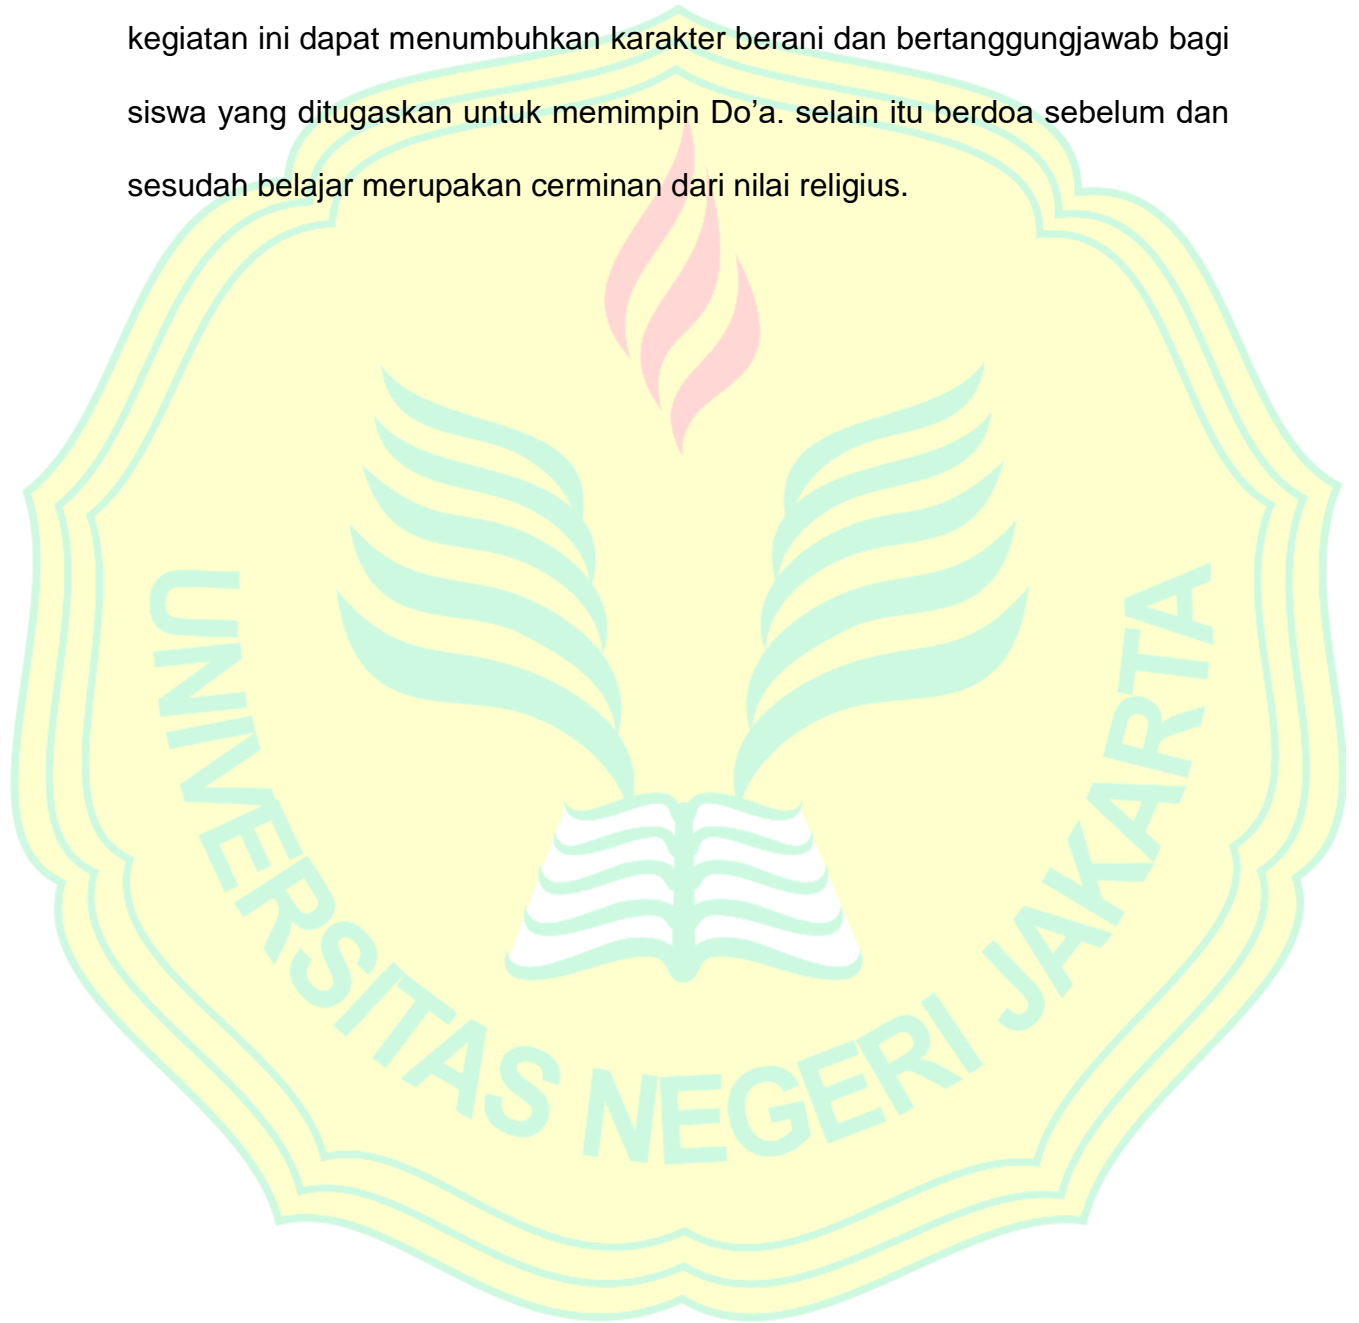 kegiatan ini dapat menumbuhkan karakter berani dan bertanggungjawab bagi
siswa yang ditugaskan untuk memimpin Do’a. selain itu berdoa sebelum dan
sesudah belajar merupakan cerminan dari nilai religius.
UNIVERSITAS NEGERI JAKARTA